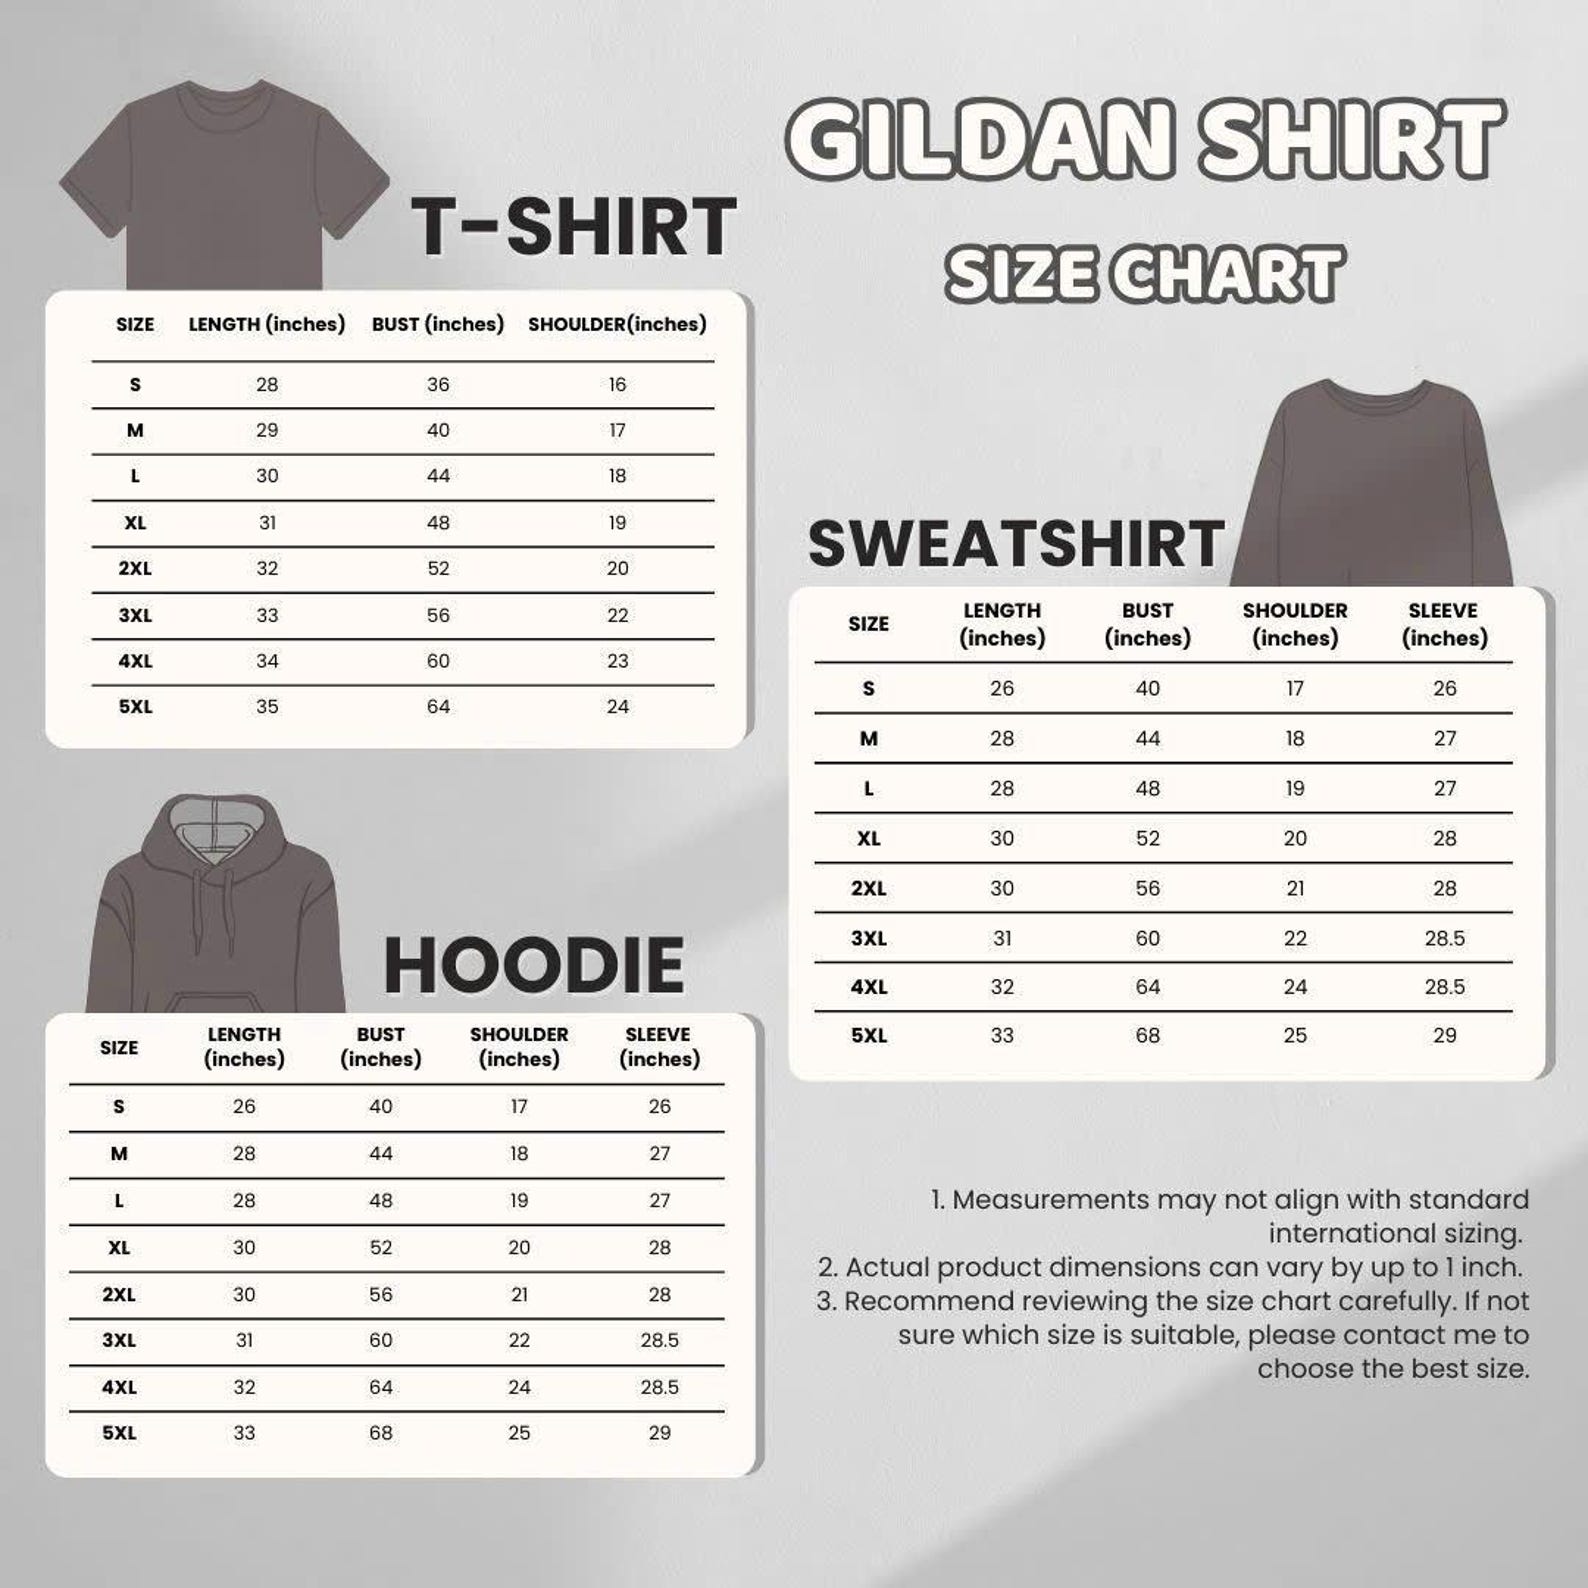 GILDAN SHIRT
SIZE CHART
T-SHIRT
SIZE LENGTH (inches) BUST (inches) SHOULDER(inches)
S 28 36 16
M 29 40 17
L 30 44 18
XL 31 48 19
2XL 32 52 20
3XL 33 56 22
4XL 34 60 23
5XL 35 64 24
SWEATSHIRT
SIZE LENGTH (inches) BUST (inches) SHOULDER (inches) SLEEVE (inches)
S 26 40 17 26
M 28 44 18 27
L 28 48 19 27
XL 30 52 20 28
2XL 30 56 21 28
3XL 31 60 22 28.5
4XL 32 64 24 28.5
5XL 33 68 25 29
HOODIE
SIZE LENGTH (inches) BUST (inches) SHOULDER (inches) SLEEVE (inches)
S 26 40 17 26
M 28 44 18 27
L 28 48 19 27
XL 30 52 20 28
2XL 30 56 21 28
3XL 31 60 22 28.5
4XL 32 64 24 28.5
5XL 33 68 25 29
1. Measurements may not align with standard
international sizing.
2. Actual product dimensions can vary by up to 1 inch.
3. Recommend reviewing the size chart carefully. If not
sure which size is suitable, please contact me to
choose the best size.